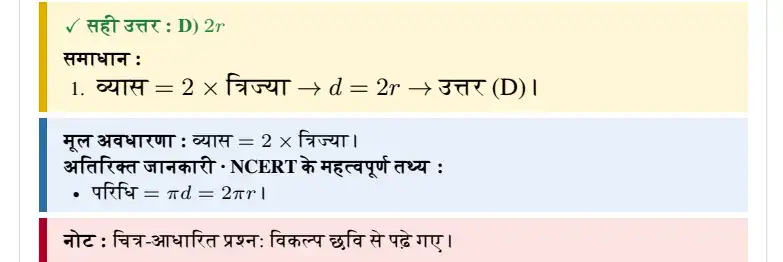 ✓ सही उत्तर : D) 2r
समाधान :
1. व्यास = 2 × त्रिज्या → d = 2r → उत्तर (D)।
मूल अवधारणा : व्यास = 2 × त्रिज्या।
अतिरिक्त जानकारी · NCERT के महत्वपूर्ण तथ्य :
• परिधि = πd = 2πr।
नोट : चित्र-आधारित प्रश्न: विकल्प छवि से पढ़े गए।